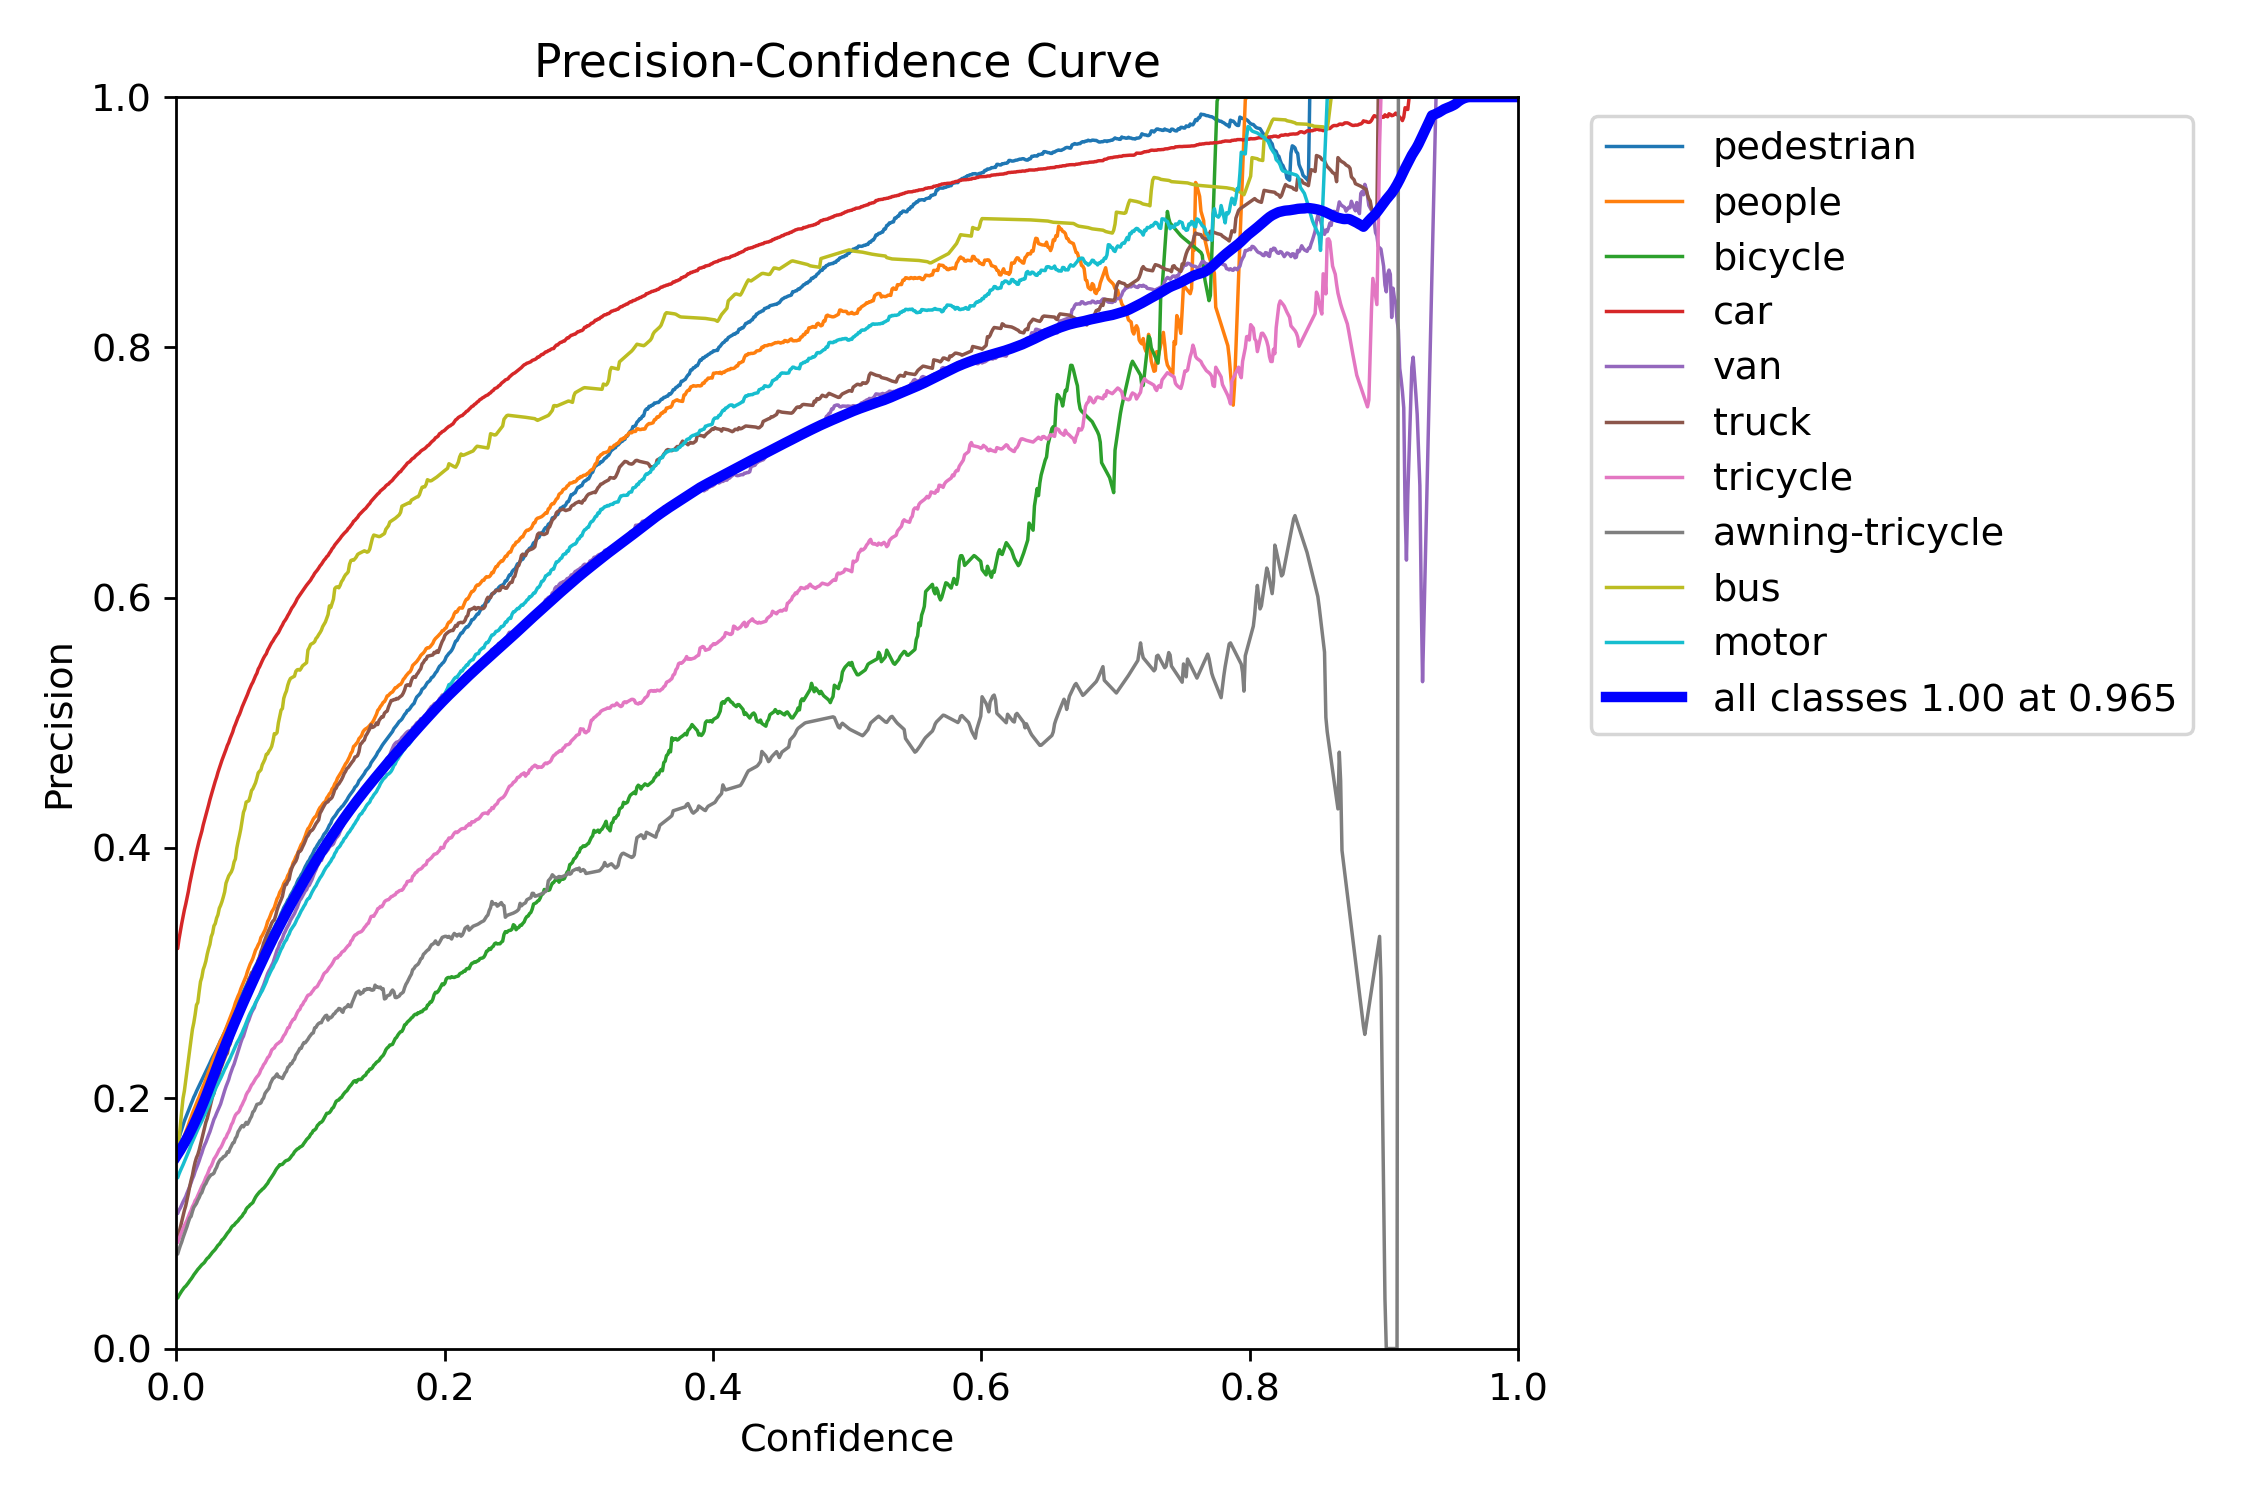 Precision-Confidence Curve
1.0
0.8
0.6
0.4
0.2
0.0
Precision
0.0 0.2 0.4 0.6 0.8 1.0
Confidence
pedestrian
people
bicycle
car
van
truck
tricycle
awning-tricycle
bus
motor
all classes 1.00 at 0.965